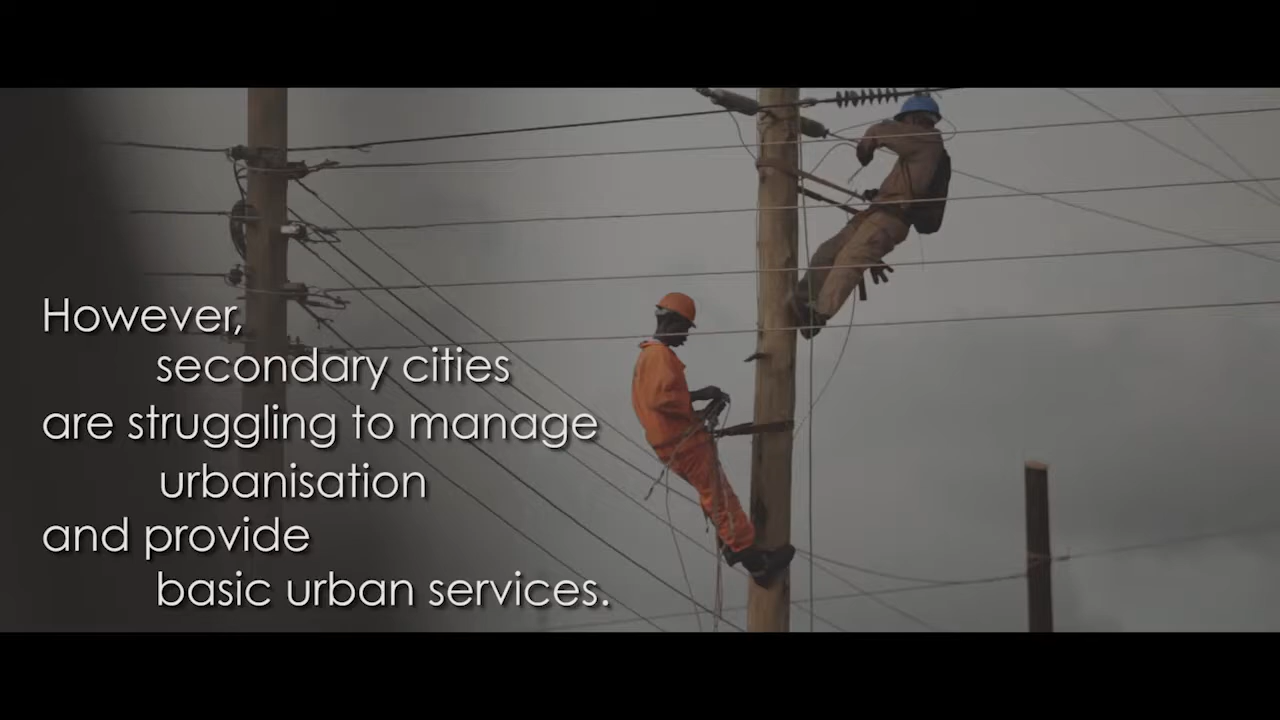 However,
secondary cities
are struggling to manage
urbanisation
and provide
basic urban services.